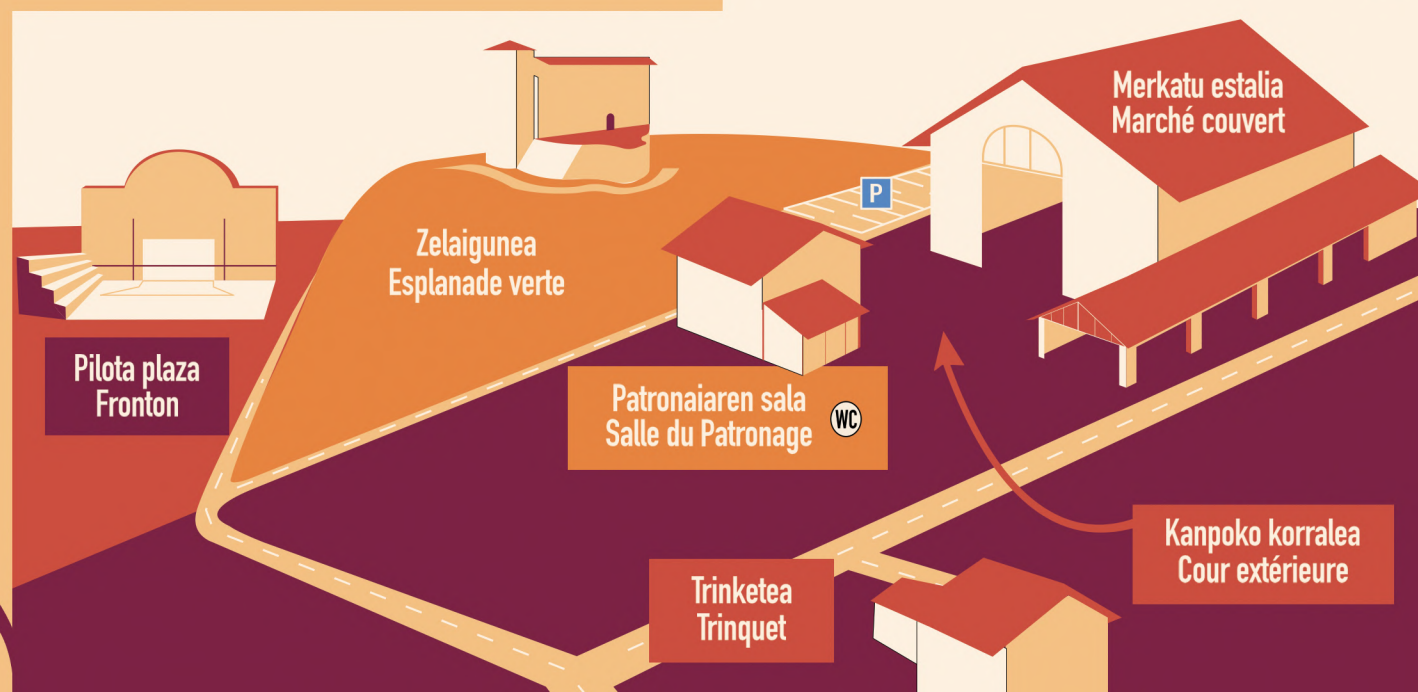 Merkatu estalia
Marché couvert
P
Zelaigunea
Esplanade verte
Pilota plaza
Fronton
Patronaiaren sala
Salle du Patronage
WC
Kanpoko korralea
Cour extérieure
Trinketea
Trinquet